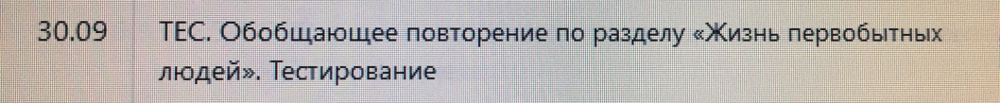 30.09 ТЕС. Обобщающее повторение по разделу «Жизнь первобытных
людей». Тестирование